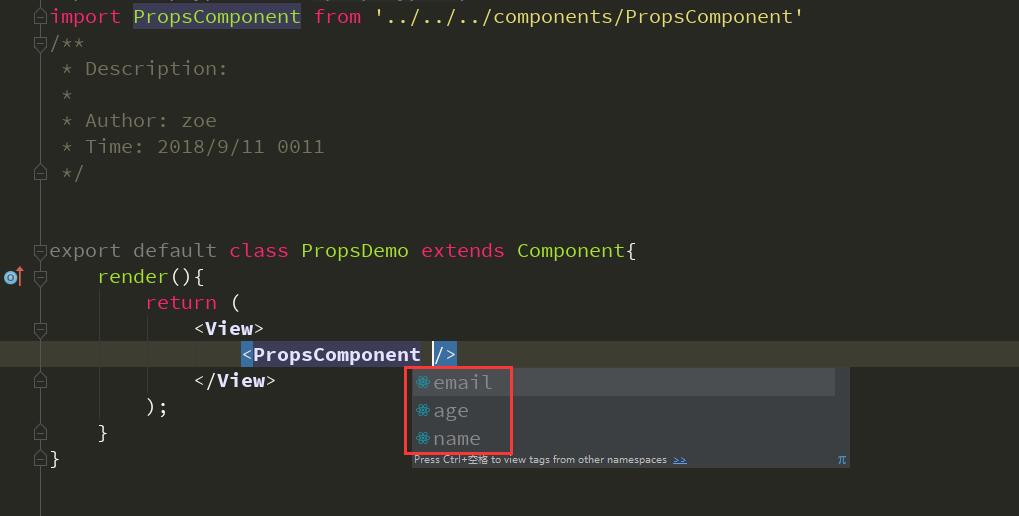 import PropsComponent from '../../../components/PropsComponent'
/**
 * Description:
 *
 * Author: zoe
 * Time: 2018/9/11 0011
 */
export default class PropsDemo extends Component{
    render(){
        return (
            <View>
                <PropsComponent />
email
age
name
Press Ctrl+空格 to view tags from other namespaces >>
π
            </View>
        );
    }
}